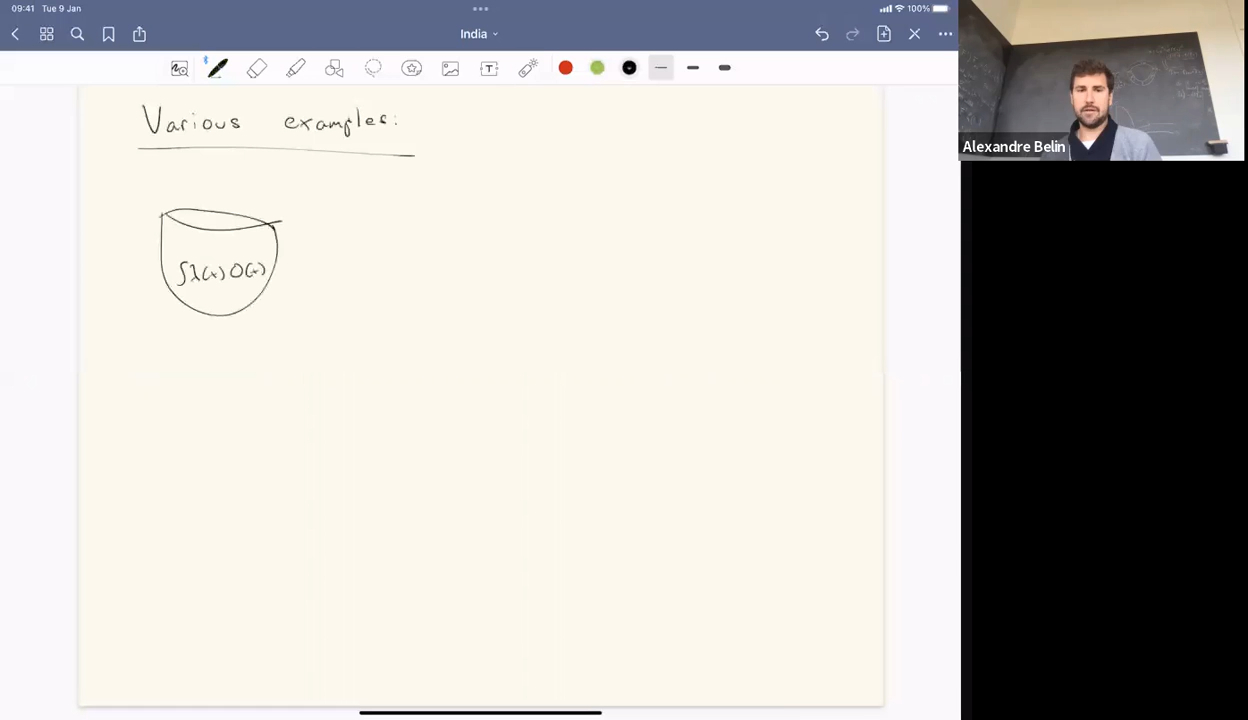 09:41 Tue 9 Jan
100%
India
Alexandre Belin
Various examples:
∫λ(x) O(x)